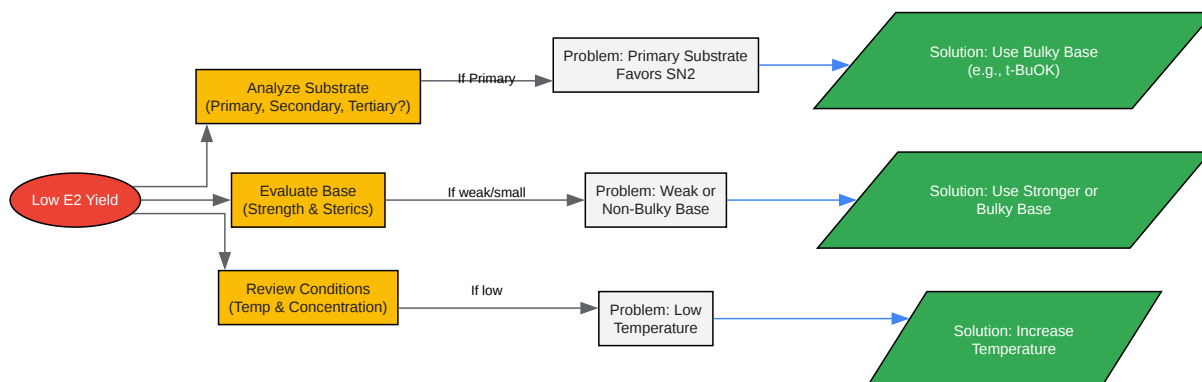 Low E2 Yield
Analyze Substrate
(Primary, Secondary, Tertiary?)
If Primary
Problem: Primary Substrate
Favors SN2
Solution: Use Bulky Base
(e.g., t-BuOK)
Evaluate Base
(Strength & Sterics)
If weak/small
Problem: Weak or
Non-Bulky Base
Solution: Use Stronger or
Bulky Base
Review Conditions
(Temp & Concentration)
If low
Problem: Low
Temperature
Solution: Increase
Temperature